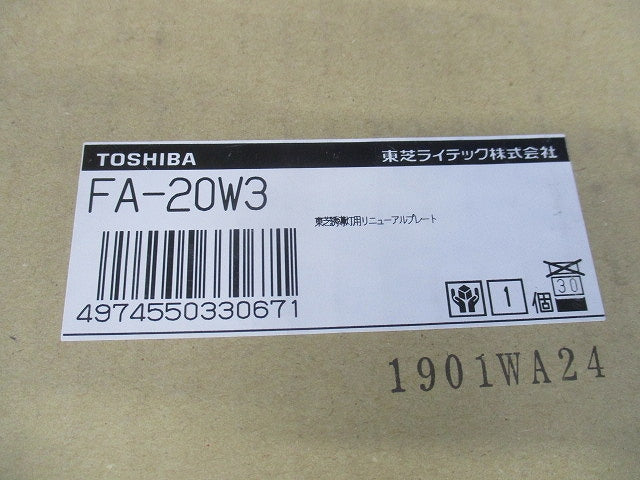 TOSHIBA 東芝ライテック株式会社
FA-20W3
東芝誘導灯用リニューアルプレート
4974550330671
1個
30
1901WA24